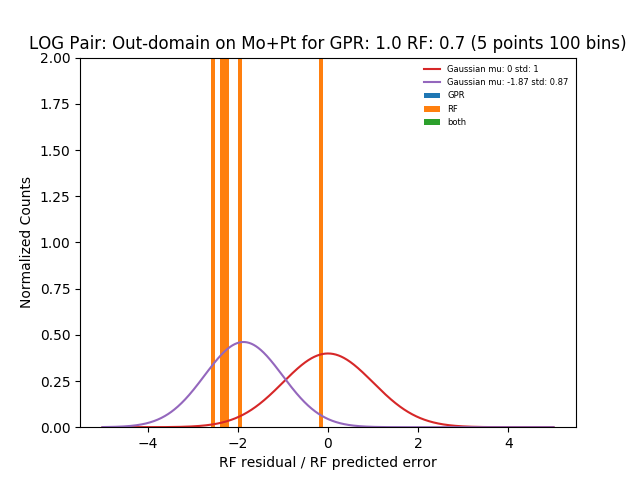 LOG Pair: Out-domain on Mo+Pt for GPR: 1.0 RF: 0.7 (5 points 100 bins)
Gaussian mu: 0 std: 1
Gaussian mu: -1.87 std: 0.87
GPR
RF
both
Normalized Counts
2.00
1.75
1.50
1.25
1.00
0.75
0.50
0.25
0.00
−4 −2 0 2 4
RF residual / RF predicted error